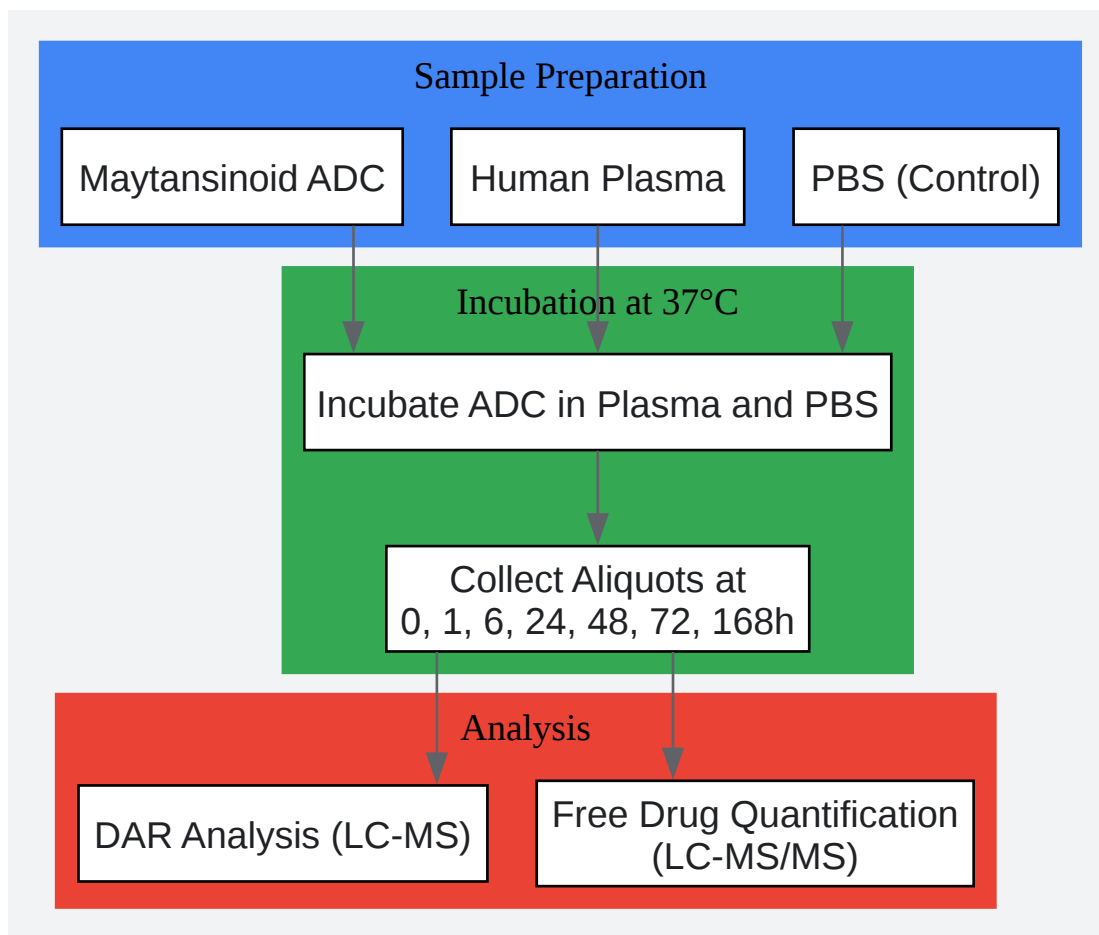 Sample Preparation
Maytansinoid ADC
Human Plasma
PBS (Control)
Incubation at 37°C
Incubate ADC in Plasma and PBS
Collect Aliquots at
0, 1, 6, 24, 48, 72, 168h
Analysis
DAR Analysis (LC-MS)
Free Drug Quantification
(LC-MS/MS)